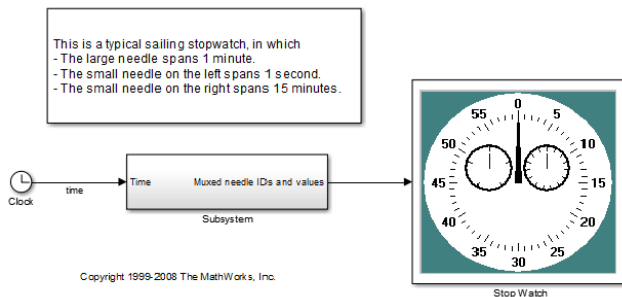 This is a typical sailing stopwatch, in which
- The large needle spans 1 minute.
- The small needle on the left spans 1 second.
- The small needle on the right spans 15 minutes.
0
55 5
50 10
45 15
40 20
35 25
30
Time Muxed needle IDs and values
time
Clock
Subsystem
Copyright 1999-2008 The MathWorks, Inc.
Stop Watch